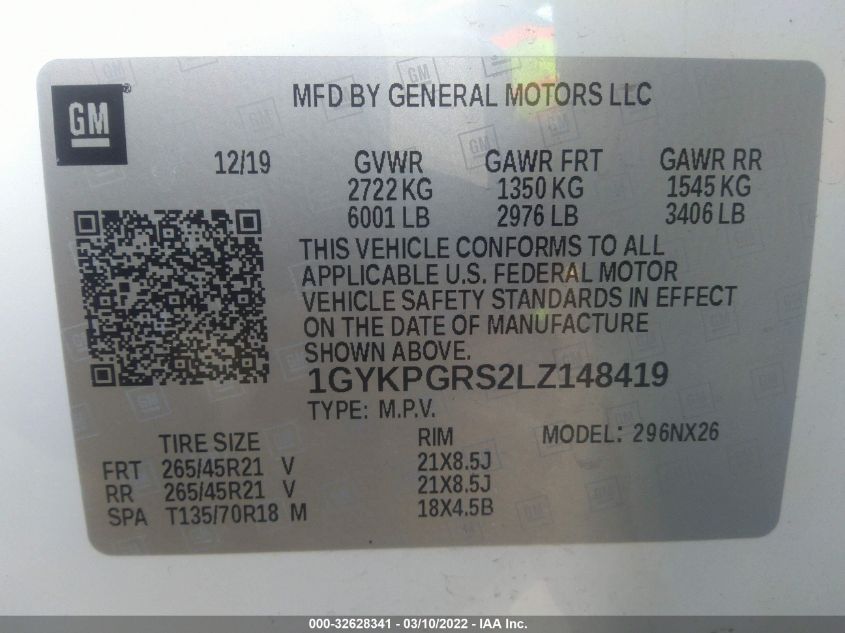 GM
MFD BY GENERAL MOTORS LLC
12/19 GVWR GAWR FRT GAWR RR
2722 KG 1350 KG 1545 KG
6001 LB 2976 LB 3406 LB
THIS VEHICLE CONFORMS TO ALL
APPLICABLE U.S. FEDERAL MOTOR
VEHICLE SAFETY STANDARDS IN EFFECT
ON THE DATE OF MANUFACTURE
SHOWN ABOVE.
1GYKPGRS2LZ148419
TYPE: M.P.V.
TIRE SIZE RIM MODEL: 296NX26
FRT 265/45R21 V 21X8.5J
RR 265/45R21 V 21X8.5J
SPA T135/70R18 M 18X4.5B
000-32628341 - 03/10/2022 - IAA Inc.